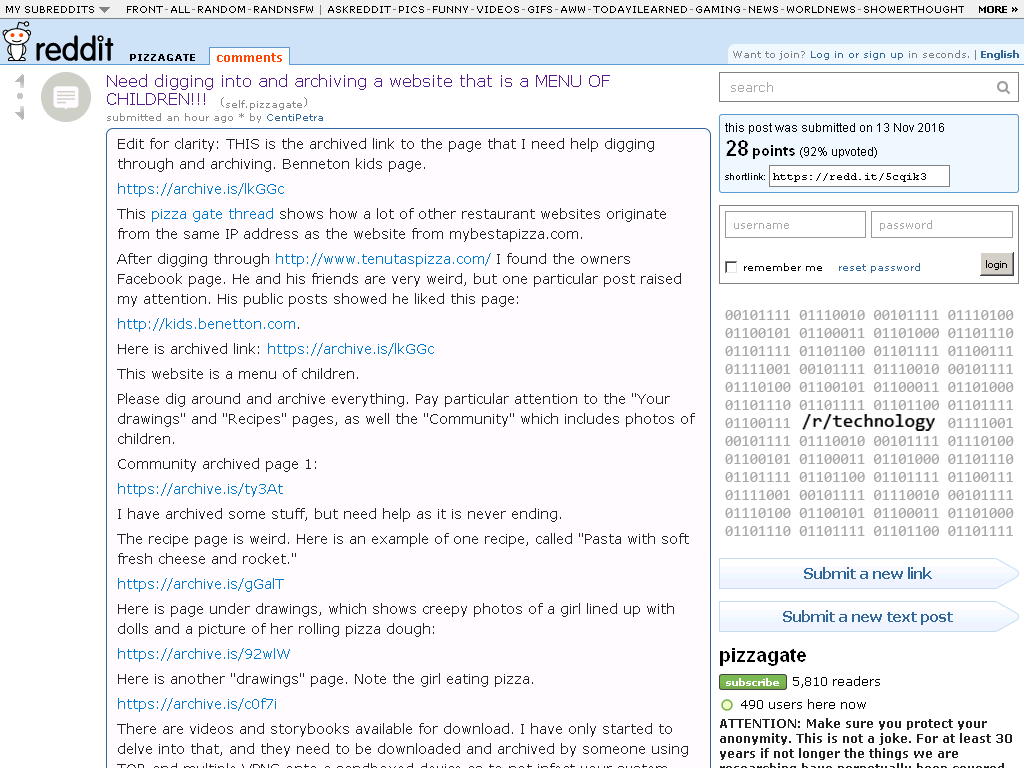 MY SUBREDDITS FRONT-ALL-RANDOM-RANDNSFW | ASKREDDIT-PICS-FUNNY-VIDEOS-GIFS-AWW-TODAYILEARNED-GAMING-NEWS-WORLDNEWS-SHOWERTHOUGHT MORE »
reddit PIZZAGATE comments
Want to join? Log in or sign up in seconds. | English
Need digging into and archiving a website that is a MENU OF
CHILDREN!!! (self.pizzagate)
submitted an hour ago * by CentiPetra
Edit for clarity: THIS is the archived link to the page that I need help digging
through and archiving. Benneton kids page.
https://archive.is/lkGGc
This pizza gate thread shows how a lot of other restaurant websites originate
from the same IP address as the website from mybestapizza.com.
After digging through http://www.tenutaspizza.com/ I found the owners
Facebook page. He and his friends are very weird, but one particular post raised
my attention. His public posts showed he liked this page:
http://kids.benetton.com.
Here is archived link: https://archive.is/lkGGc
This website is a menu of children.
Please dig around and archive everything. Pay particular attention to the "Your
drawings" and "Recipes" pages, as well the "Community" which includes photos of
children.
Community archived page 1:
https://archive.is/ty3At
I have archived some stuff, but need help as it is never ending.
The recipe page is weird. Here is an example of one recipe, called "Pasta with soft
fresh cheese and rocket."
https://archive.is/gGalT
Here is page under drawings, which shows creepy photos of a girl lined up with
dolls and a picture of her rolling pizza dough:
https://archive.is/92wlW
Here is another "drawings" page. Note the girl eating pizza.
https://archive.is/c0f7i
There are videos and storybooks available for download. I have only started to
delve into that, and they need to be downloaded and archived by someone using
TOR and multiple VPNS onto a sandboxed device as to not infect your system
search
this post was submitted on 13 Nov 2016
28 points (92% upvoted)
shortlink: https://redd.it/5cqik3
username password
remember me reset password login
00101111 01110010 00101111 01110100
01100101 01100011 01101000 01101110
01101111 01101100 01101111 01100111
01111001 00101111 01110010 00101111
01110100 01100101 01100011 01101000
01101110 01101111 01101100 01101111
01100111 /r/technology 01111001
00101111 01110010 00101111 01110100
01100101 01100011 01101000 01101110
01101111 01101100 01101111 01100111
01111001 00101111 01110010 00101111
01110100 01100101 01100011 01101000
01101110 01101111 01101100 01101111
Submit a new link
Submit a new text post
pizzagate
subscribe 5,810 readers
490 users here now
ATTENTION: Make sure you protect your
anonymity. This is not a joke. For at least 30
years if not longer the things we are
researching have perpetually been covered